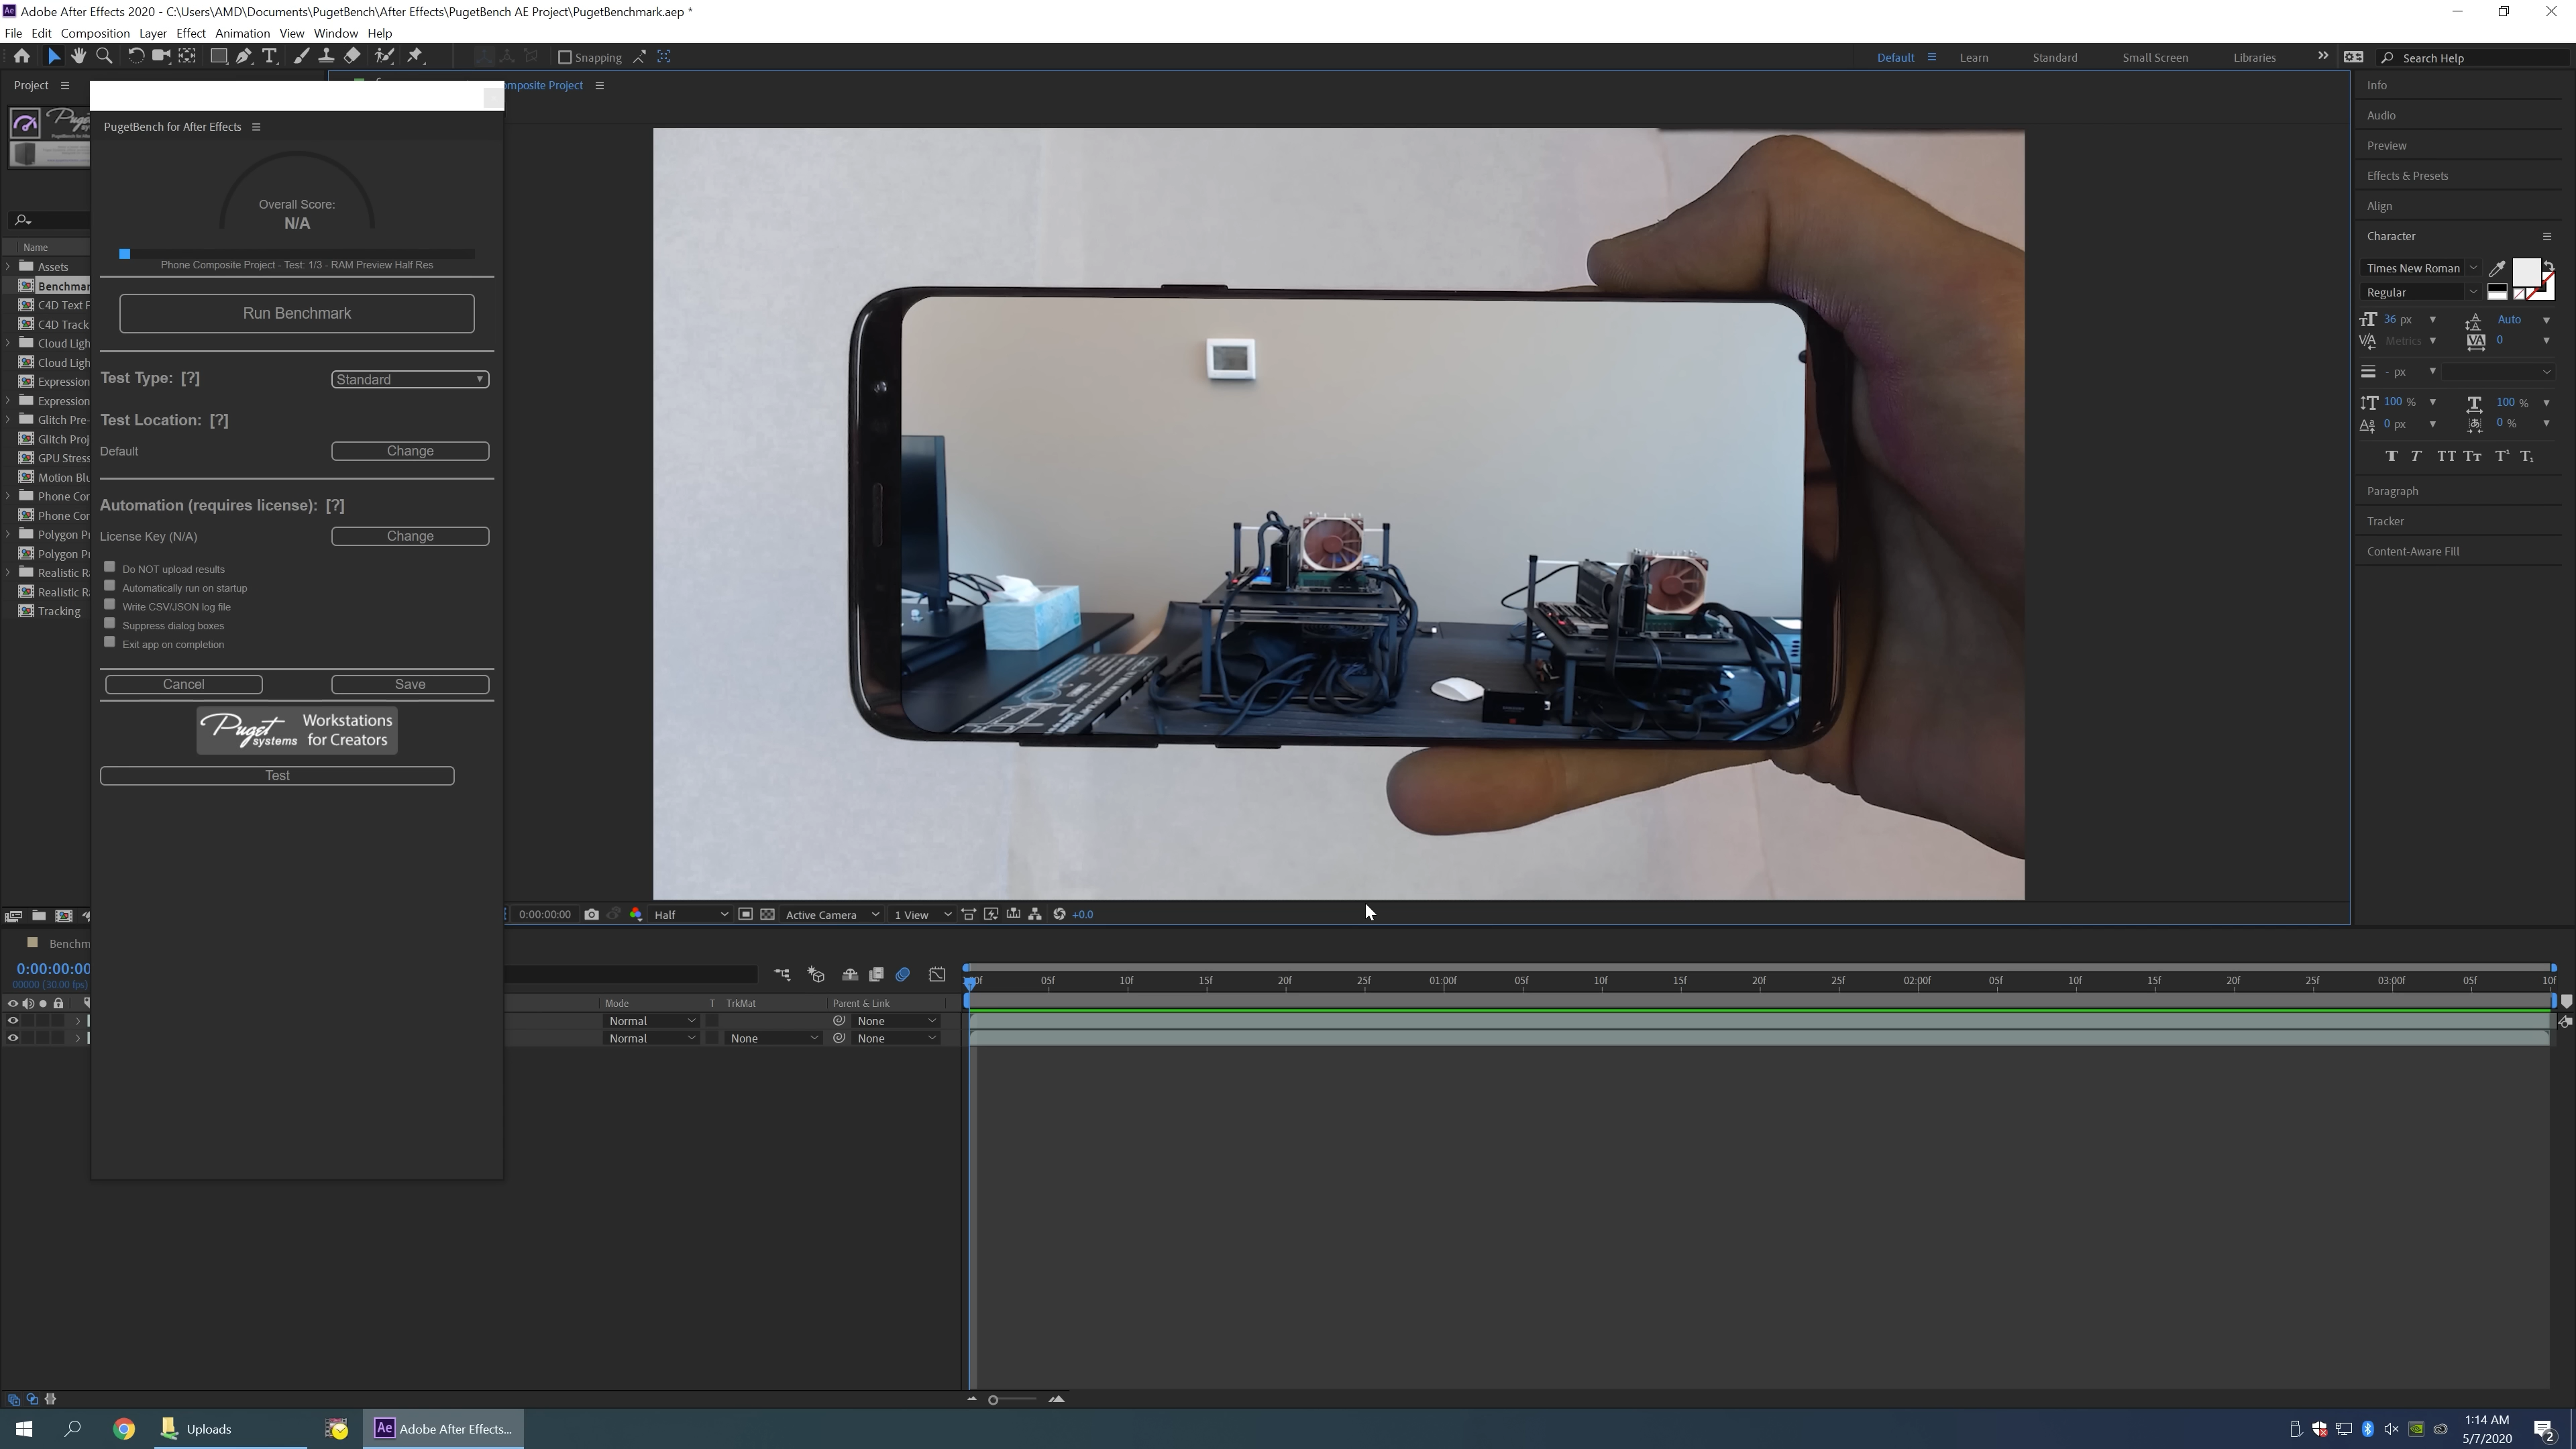 Adobe After Effects 2020 - C:\Users\AMD\Documents\PugetBench\After Effects\PugetBench AE Project\PugetBenchmark.aep *
File Edit Composition Layer Effect Animation View Window Help
Snapping
Default Learn Standard Small Screen Libraries Search Help
Project
omposite Project
Name
Assets
Benchmar
C4D Text P
C4D Track
Cloud Ligh
Cloud Ligh
Expression
Expression
Glitch Pre-
Glitch Proj
GPU Stress
Motion Blu
Phone Cor
Phone Cor
Polygon Pr
Polygon Pr
Realistic Ra
Realistic Ra
Tracking
PugetBench for After Effects
Overall Score:
N/A
Phone Composite Project - Test: 1/3 - RAM Preview Half Res
Run Benchmark
Test Type: [?] Standard
Test Location: [?]
Default Change
Automation (requires license): [?]
License Key (N/A) Change
Do NOT upload results
Automatically run on startup
Write CSV/JSON log file
Suppress dialog boxes
Exit app on completion
Cancel Save
Puget systems Workstations for Creators
Test
0:00:00:00 Half Active Camera 1 View +0.0
Info
Audio
Preview
Effects & Presets
Align
Character
Times New Roman
Regular
36 px Auto
Metrics 0
- px
100 % 100 %
0 px 0 %
T T TT Tт T¹ T₁
Paragraph
Tracker
Content-Aware Fill
Benchm
0:00:00:00
00000 (30.00 fps)
Mode T TrkMat Parent & Link
Normal None
Normal None None
05f 10f 15f 20f 25f 01:00f 05f 10f 15f 20f 25f 02:00f 05f 10f 15f 20f 25f 03:00f 05f 10f
Uploads
Adobe After Effects...
1:14 AM
5/7/2020
2